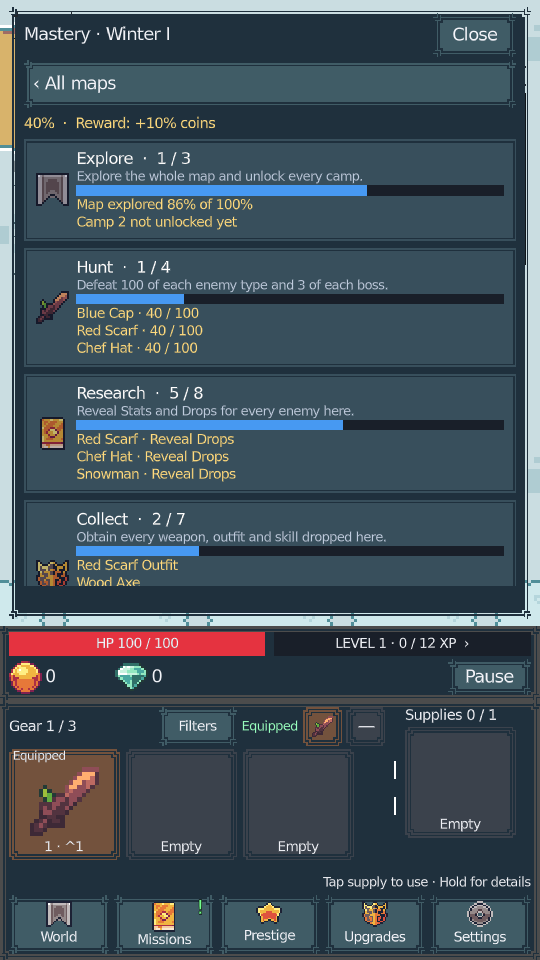 Mastery · Winter I
Close
‹ All maps
40% · Reward: +10% coins
Explore · 1 / 3
Explore the whole map and unlock every camp.
Map explored 86% of 100%
Camp 2 not unlocked yet
Hunt · 1 / 4
Defeat 100 of each enemy type and 3 of each boss.
Blue Cap · 40 / 100
Red Scarf · 40 / 100
Chef Hat · 40 / 100
Research · 5 / 8
Reveal Stats and Drops for every enemy here.
Red Scarf · Reveal Drops
Chef Hat · Reveal Drops
Snowman · Reveal Drops
Collect · 2 / 7
Obtain every weapon, outfit and skill dropped here.
Red Scarf Outfit
Wood Axe
HP 100 / 100
LEVEL 1 · 0 / 12 XP ›
0
0
Pause
Gear 1 / 3
Filters
Equipped
—
Supplies 0 / 1
Equipped
1 · ^1
Empty
Empty
Empty
Tap supply to use · Hold for details
World
Missions
!
Prestige
Upgrades
Settings